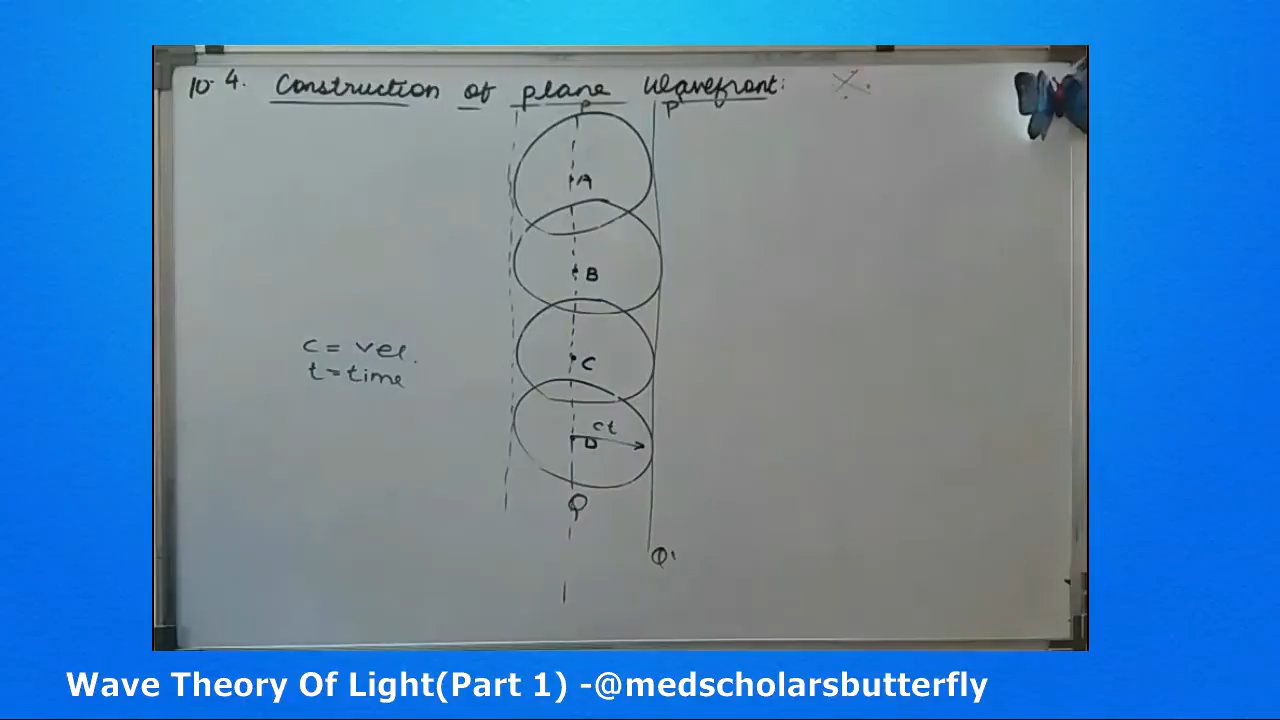 10.4. Construction of plane Wavefront:
P
P'
A
B
C
c = vel.
t = time
ct
D
Q
Q'
Wave Theory Of Light(Part 1) -@medscholarsbutterfly